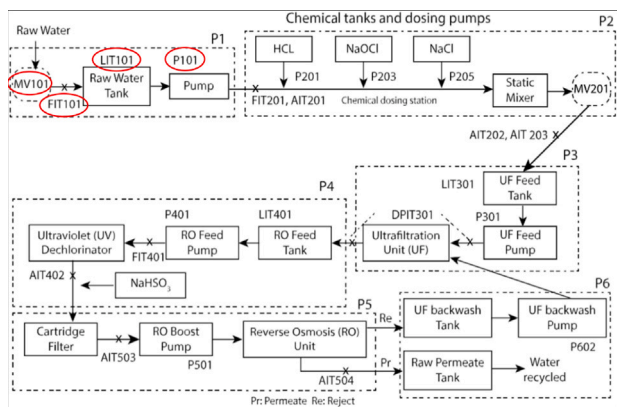 Chemical tanks and dosing pumps
P2
Raw Water
P1
LIT101
P101
MV101
Raw Water
Tank
Pump
FIT101
HCL
NaOCl
NaCl
P201
P203
P205
FIT201, AIT201
Chemical dosing station
Static
Mixer
MV201
AIT202, AIT 203
P3
LIT301
UF Feed
Tank
P301
UF Feed
Pump
DPIT301
Ultrafiltration
Unit (UF)
P4
LIT401
RO Feed
Tank
P401
RO Feed
Pump
FIT401
Ultraviolet (UV)
Dechlorinator
AIT402
NaHSO3
P5
Cartridge
Filter
AIT503
RO Boost
Pump
P501
Reverse Osmosis (RO)
Unit
AIT504
Re
Pr
P6
UF backwash
Tank
UF backwash
Pump
P602
Raw Permeate
Tank
Water
recycled
Pr: Permeate Re: Reject